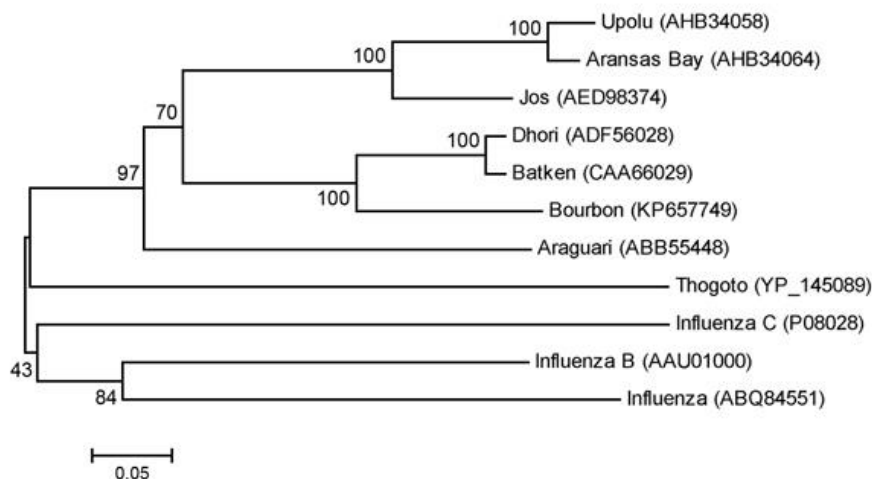 Upolu (AHB34058)
100
Aransas Bay (AHB34064)
100
Jos (AED98374)
70
Dhori (ADF56028)
100
Batken (CAA66029)
97
100
Bourbon (KP657749)
Araguari (ABB55448)
Thogoto (YP_145089)
Influenza C (P08028)
43
Influenza B (AAU01000)
84
Influenza (ABQ84551)
0.05